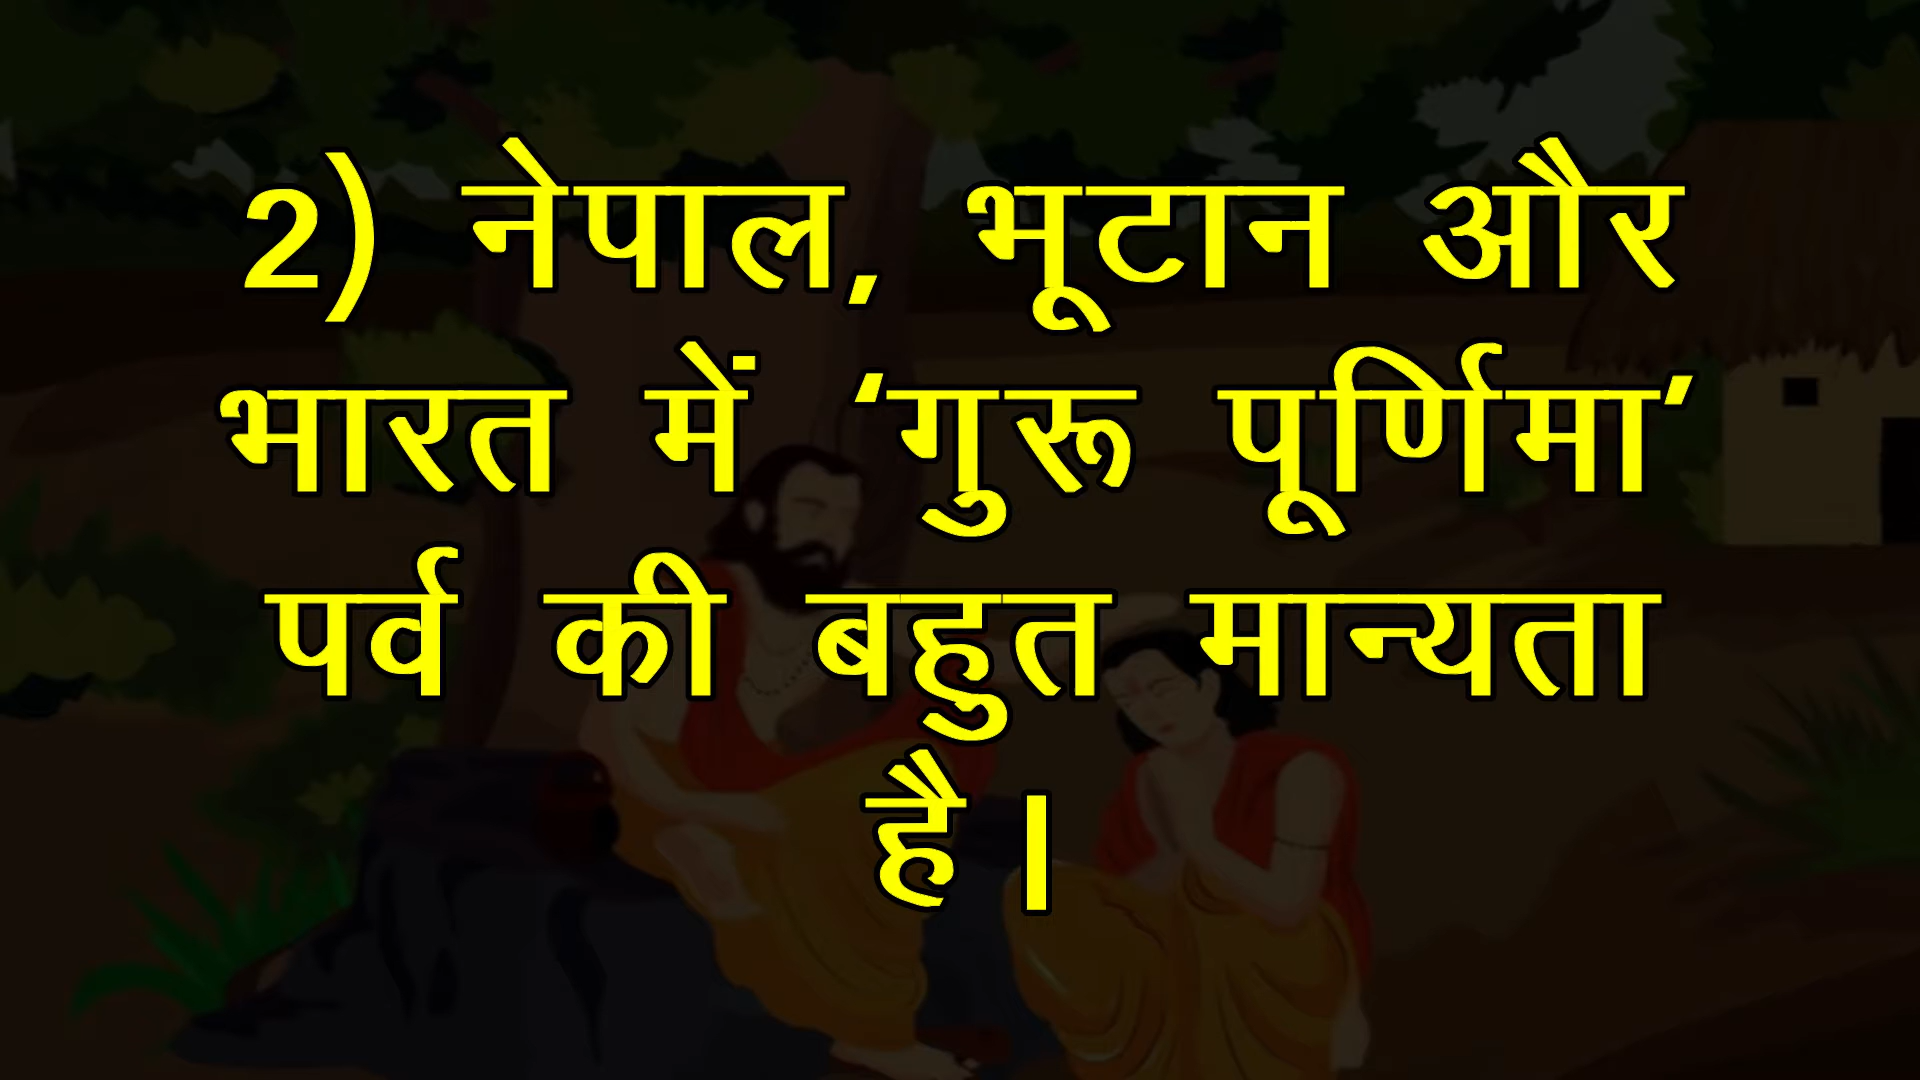 2) नेपाल, भूटान और
भारत में ‘गुरू पूर्णिमा’
पर्व की बहुत मान्यता
है।